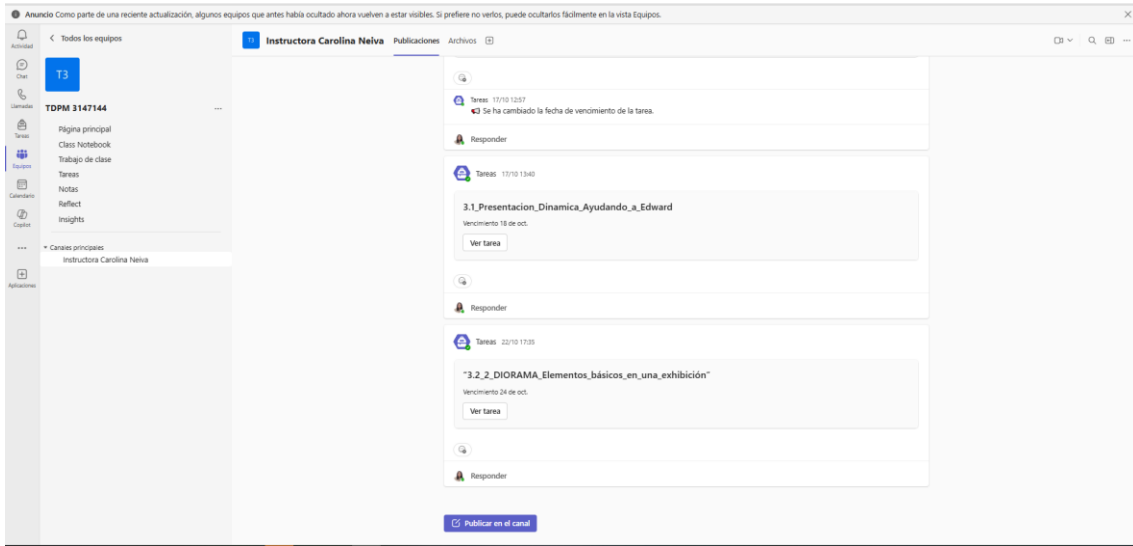 Anuncio Como parte de una reciente actualización, algunos equipos que antes había ocultado ahora vuelven a estar visibles. Si prefiere no verlos, puede ocultarlos fácilmente en la vista Equipos.
Actividad
Chat
Llamadas
Tareas
Equipos
Calendario
Copilot
Aplicaciones
Todos los equipos
T3
TDPM 3147144
Página principal
Class Notebook
Trabajo de clase
Tareas
Notas
Reflect
Insights
Canales principales
Instructora Carolina Neiva
T3 Instructora Carolina Neiva Publicaciones Archivos
Tareas 17/10 12:57
Se ha cambiado la fecha de vencimiento de la tarea.
Responder
Tareas 17/10 13:40
3.1_Presentacion_Dinamica_Ayudando_a_Edward
Vencimiento 18 de oct.
Ver tarea
Responder
Tareas 22/10 17:35
"3.2_2_DIORAMA_Elementos_básicos_en_una_exhibición"
Vencimiento 24 de oct.
Ver tarea
Responder
Publicar en el canal